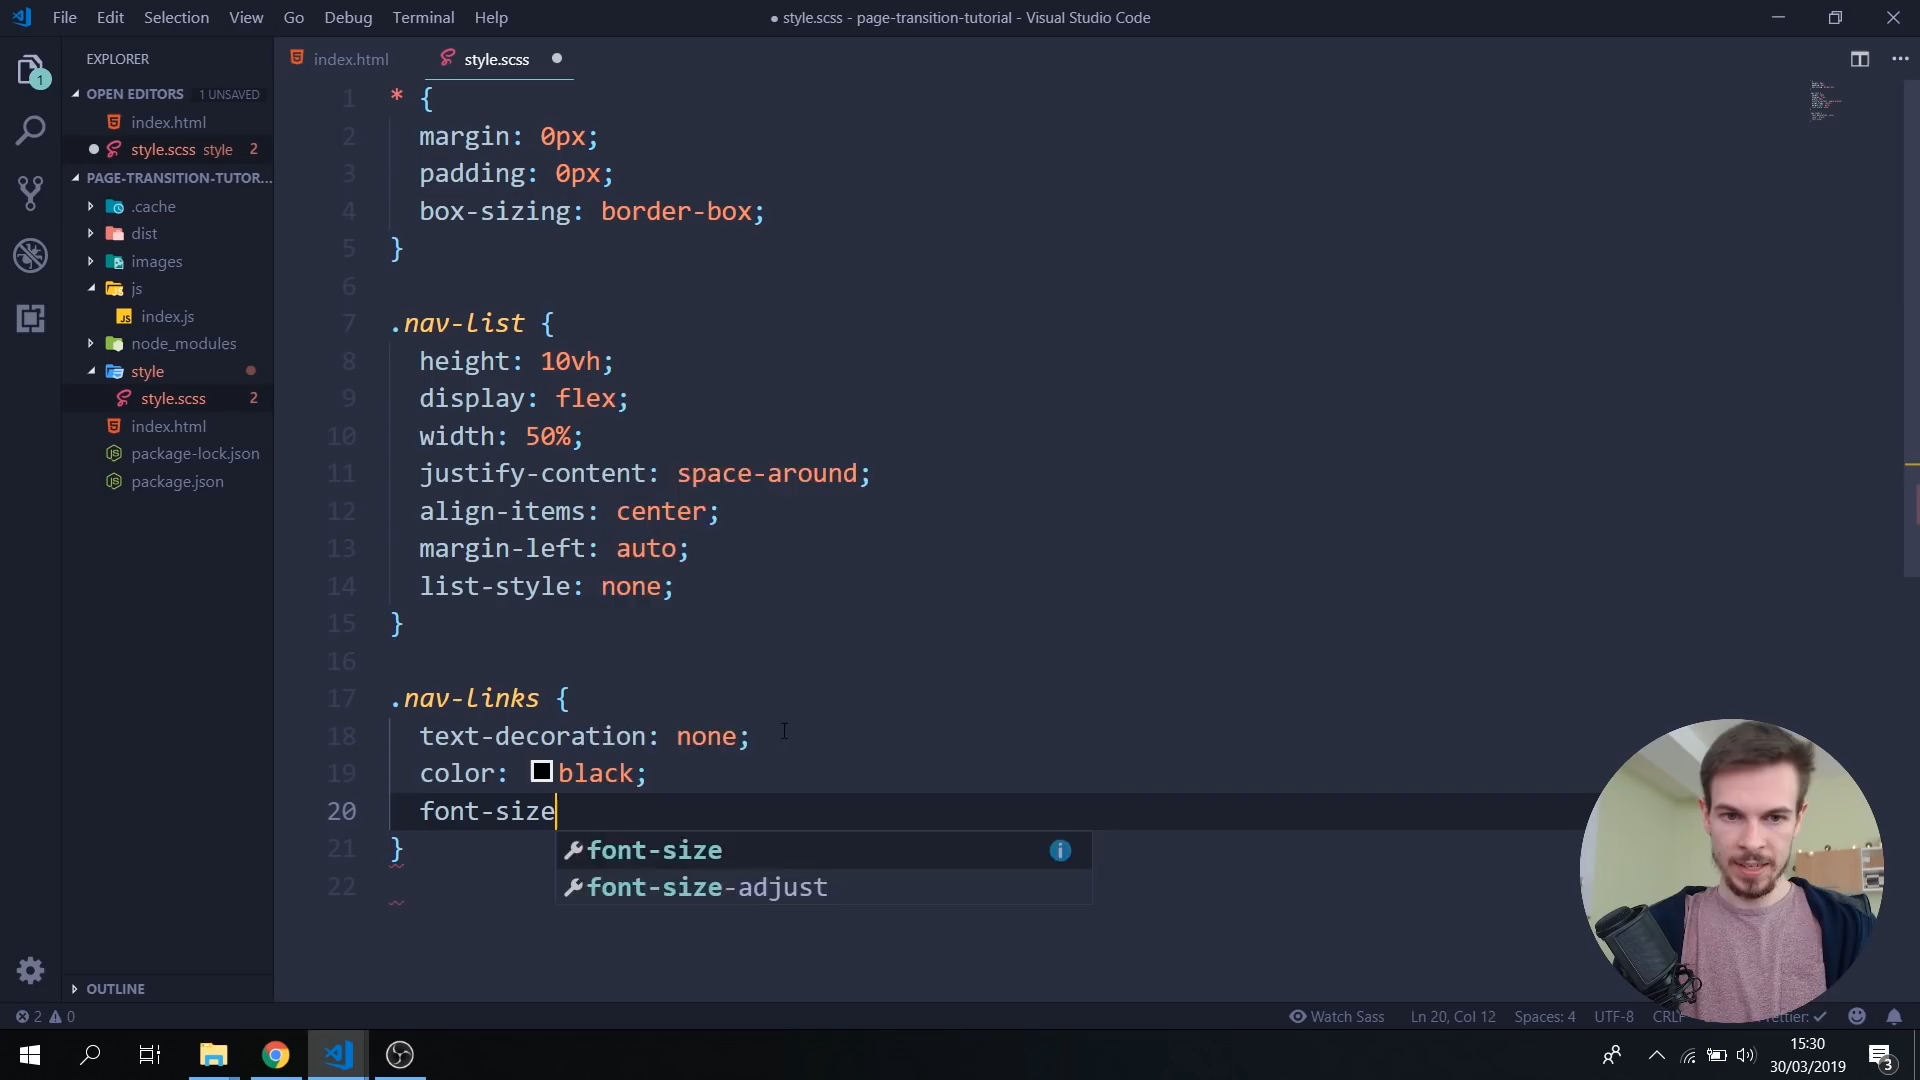 File Edit Selection View Go Debug Terminal Help
● style.scss - page-transition-tutorial - Visual Studio Code
EXPLORER
1
index.html
style.scss
OPEN EDITORS 1 UNSAVED
index.html
style.scss style 2
PAGE-TRANSITION-TUTOR...
.cache
dist
images
js
JS index.js
node_modules
style
style.scss 2
index.html
package-lock.json
package.json
OUTLINE
1 * {
2 margin: 0px;
3 padding: 0px;
4 box-sizing: border-box;
5 }
6
7 .nav-list {
8 height: 10vh;
9 display: flex;
10 width: 50%;
11 justify-content: space-around;
12 align-items: center;
13 margin-left: auto;
14 list-style: none;
15 }
16
17 .nav-links {
18 text-decoration: none;
19 color: black;
20 font-size
21 }
22
font-size
font-size-adjust
2 0
Watch Sass Ln 20, Col 12 Spaces: 4 UTF-8 CRLF
15:30
30/03/2019
3